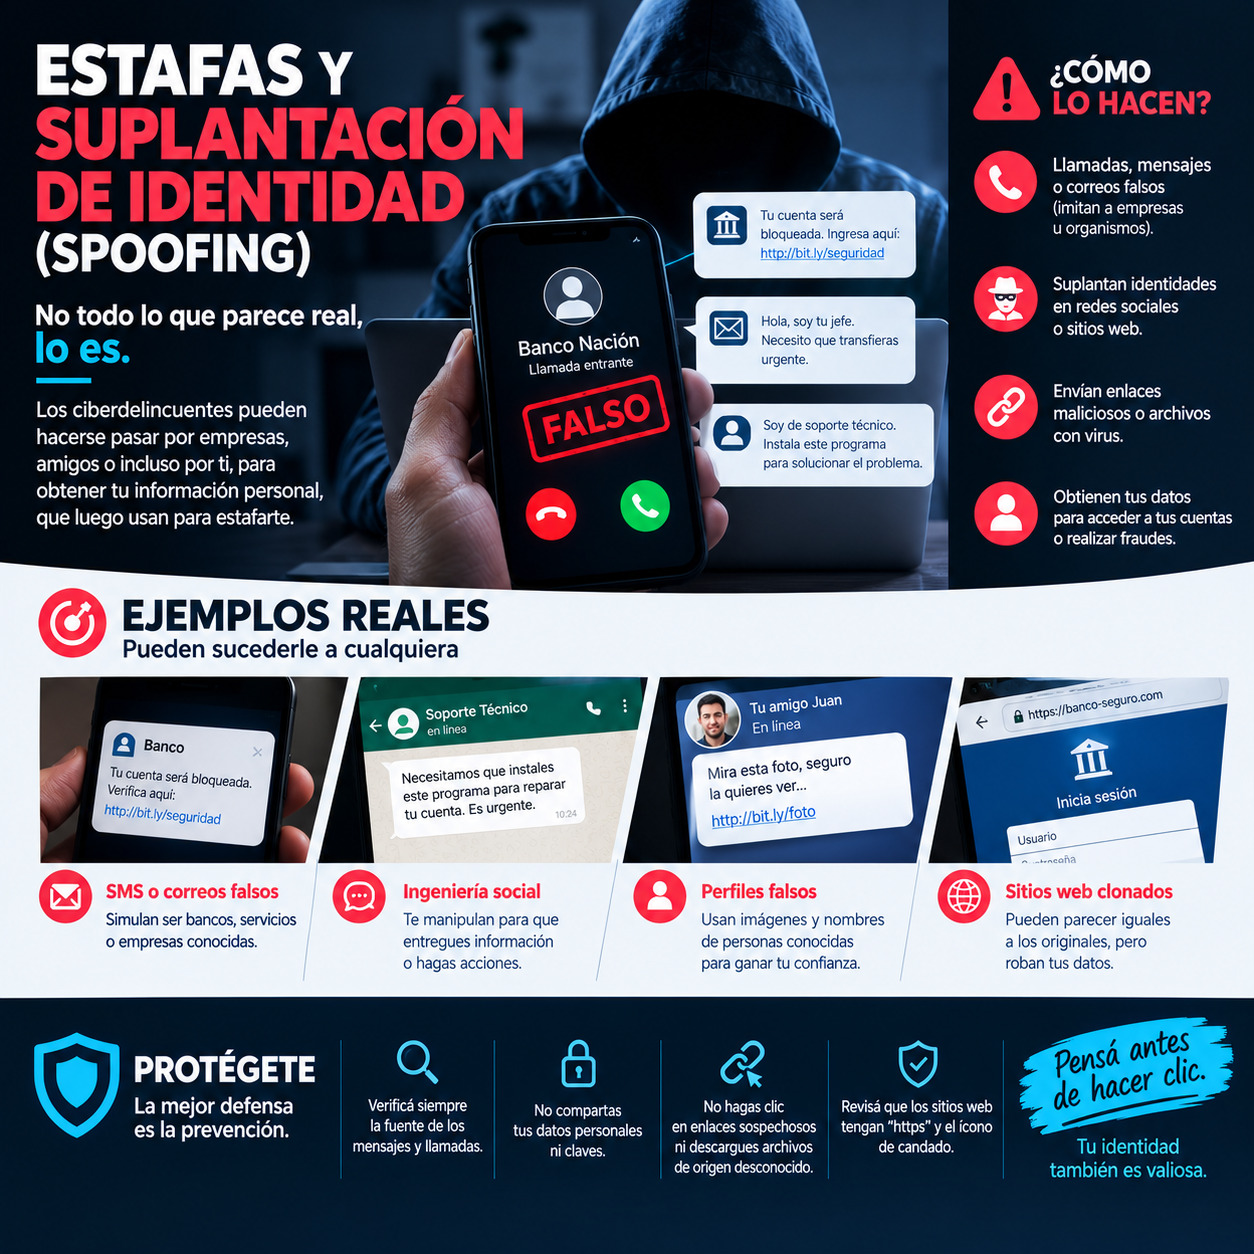 ESTAFAS Y
SUPLANTACIÓN
DE IDENTIDAD
(SPOOFING)
No todo lo que parece real,
lo es.
Los ciberdelincuentes pueden
hacerse pasar por empresas,
amigos o incluso por ti, para
obtener tu información personal,
que luego usan para estafarte.
Banco Nación
Llamada entrante
FALSO
Tu cuenta será
bloqueada. Ingresa aquí:
http://bit.ly/seguridad
Hola, soy tu jefe.
Necesito que transfieras
urgente.
Soy de soporte técnico.
Instala este programa
para solucionar el problema.
¿CÓMO
LO HACEN?
Llamadas, mensajes
o correos falsos
(imitan a empresas
u organismos).
Suplantan identidades
en redes sociales
o sitios web.
Envían enlaces
maliciosos o archivos
con virus.
Obtienen tus datos
para acceder a tus cuentas
o realizar fraudes.
EJEMPLOS REALES
Pueden sucederle a cualquiera
Banco
Tu cuenta será bloqueada.
Verifica aquí:
http://bit.ly/seguridad
Soporte Técnico
en línea
Necesitamos que instales
este programa para reparar
tu cuenta. Es urgente.
10:24
Tu amigo Juan
En línea
Mira esta foto, seguro
la quieres ver...
http://bit.ly/foto
https://banco-seguro.com
Inicia sesión
Usuario
Contraseña
SMS o correos falsos
Simulan ser bancos, servicios
o empresas conocidas.
Ingeniería social
Te manipulan para que
entregues información
o hagas acciones.
Perfiles falsos
Usan imágenes y nombres
de personas conocidas
para ganar tu confianza.
Sitios web clonados
Pueden parecer iguales
a los originales, pero
roban tus datos.
PROTÉGETE
La mejor defensa
es la prevención.
Verificá siempre
la fuente de los
mensajes y llamadas.
No compartas
tus datos personales
ni claves.
No hagas clic
en enlaces sospechosos
ni descargues archivos
de origen desconocido.
Revisá que los sitios web
tengan "https" y el ícono
de candado.
Pensá antes
de hacer clic.
Tu identidad
también es valiosa.